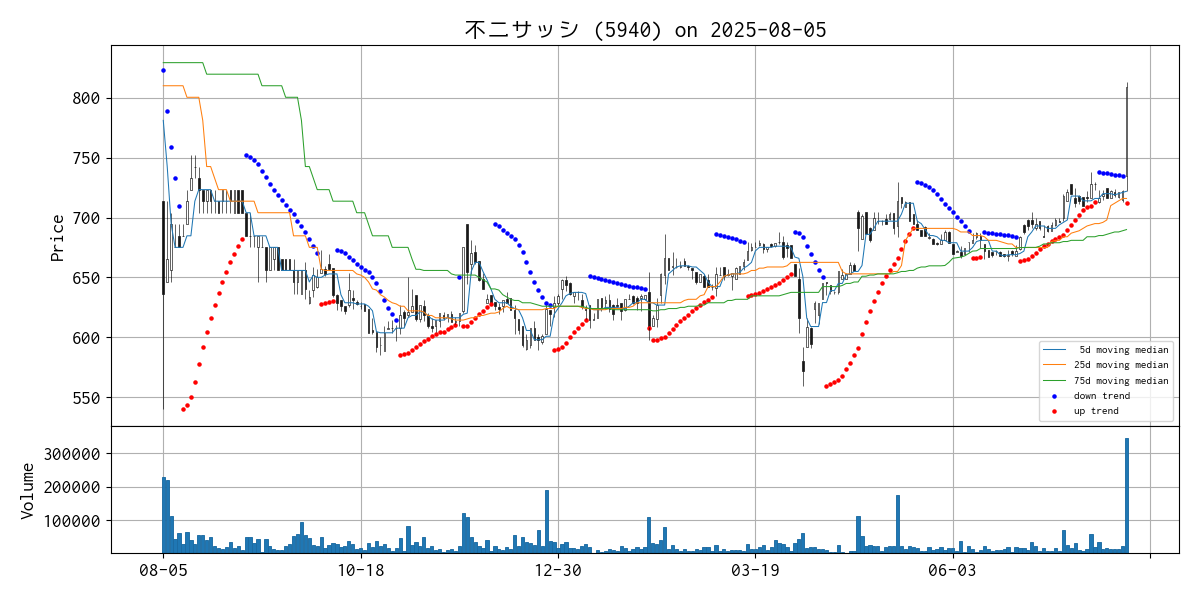 不二サッシ (5940) on 2025-08-05
Price
800
750
700
650
600
550
5d moving median
25d moving median
75d moving median
down trend
up trend
Volume
300000
200000
100000
08-05
10-18
12-30
03-19
06-03